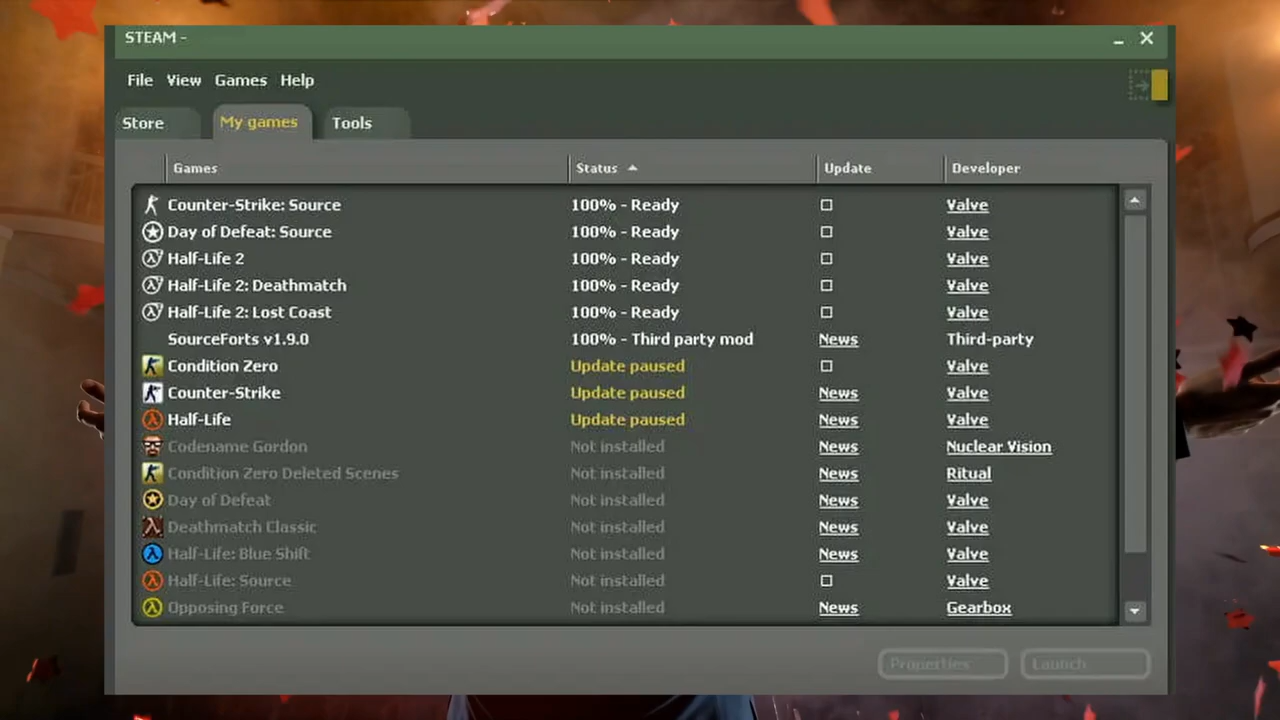 STEAM -
File View Games Help
Store My games Tools
Games Status Update Developer
Counter-Strike: Source 100% - Ready Valve
Day of Defeat: Source 100% - Ready Valve
Half-Life 2 100% - Ready Valve
Half-Life 2: Deathmatch 100% - Ready Valve
Half-Life 2: Lost Coast 100% - Ready Valve
SourceForts v1.9.0 100% - Third party mod News Third-party
Condition Zero Update paused Valve
Counter-Strike Update paused News Valve
Half-Life Update paused News Valve
Codename Gordon Not installed News Nuclear Vision
Condition Zero Deleted Scenes Not installed News Ritual
Day of Defeat Not installed News Valve
Deathmatch Classic Not installed News Valve
Half-Life: Blue Shift Not installed News Valve
Half-Life: Source Not installed Valve
Opposing Force Not installed News Gearbox
Properties Launch